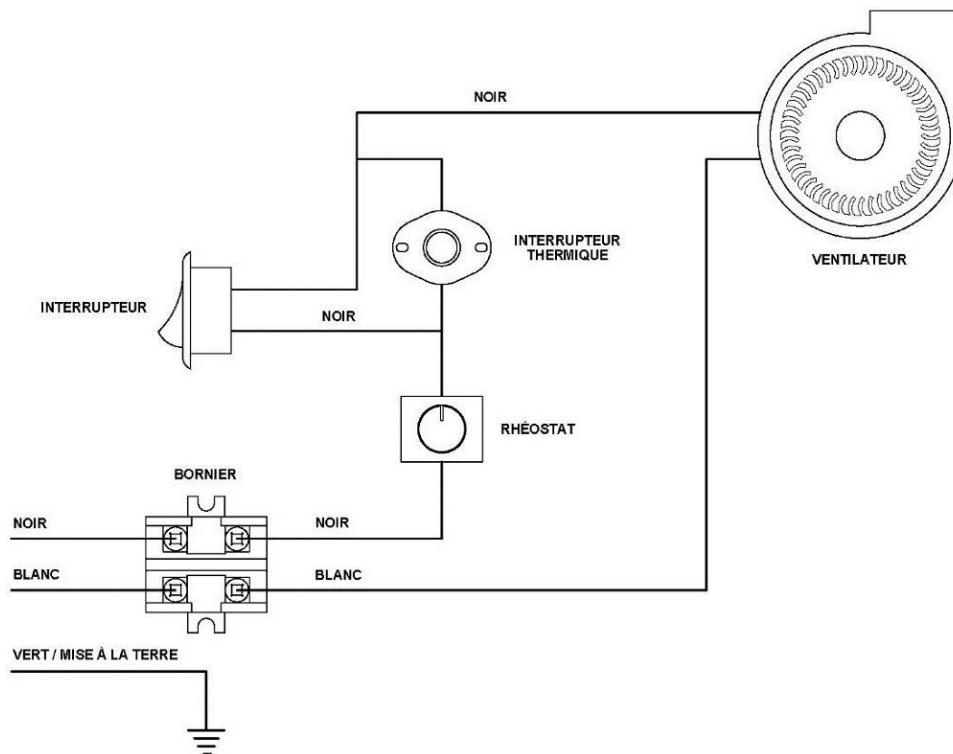 NOIR
INTERRUPTEUR
THERMIQUE
VENTILATEUR
INTERRUPTEUR
NOIR
RHÉOSTAT
BORNIER
NOIR
NOIR
BLANC
BLANC
VERT / MISE À LA TERRE